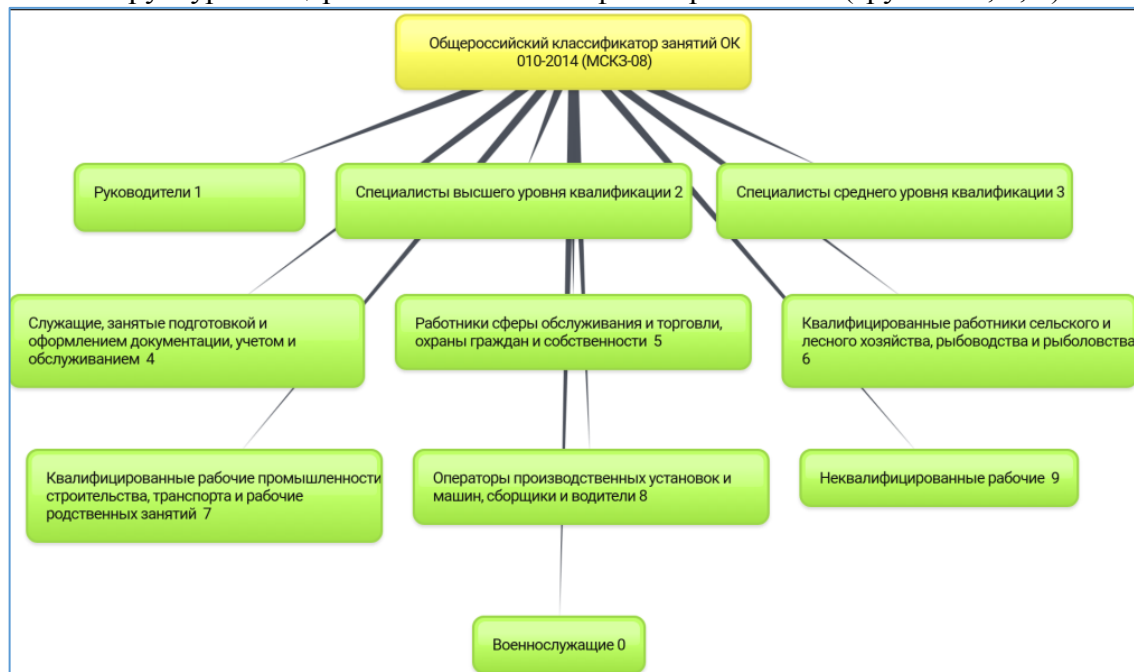 Общероссийский классификатор занятий ОК
010-2014 (МСКЗ-08)
Руководители 1
Специалисты высшего уровня квалификации 2
Специалисты среднего уровня квалификации 3
Служащие, занятые подготовкой и
оформлением документации, учетом и
обслуживанием 4
Работники сферы обслуживания и торговли,
охраны граждан и собственности 5
Квалифицированные работники сельского и
лесного хозяйства, рыбоводства и рыболовства
6
Квалифицированные рабочие промышленности
строительства, транспорта и рабочие
родственных занятий 7
Операторы производственных установок и
машин, сборщики и водители 8
Неквалифицированные рабочие 9
Военнослужащие 0